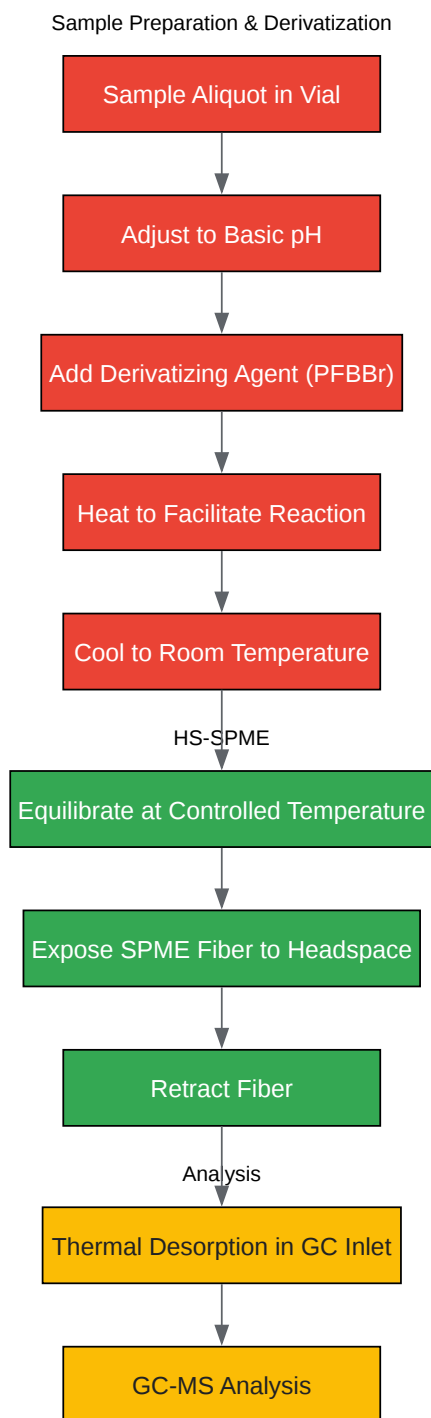 Sample Preparation & Derivatization
Sample Aliquot in Vial
Adjust to Basic pH
Add Derivatizing Agent (PFBBr)
Heat to Facilitate Reaction
Cool to Room Temperature
HS-SPME
Equilibrate at Controlled Temperature
Expose SPME Fiber to Headspace
Retract Fiber
Analysis
Thermal Desorption in GC Inlet
GC-MS Analysis